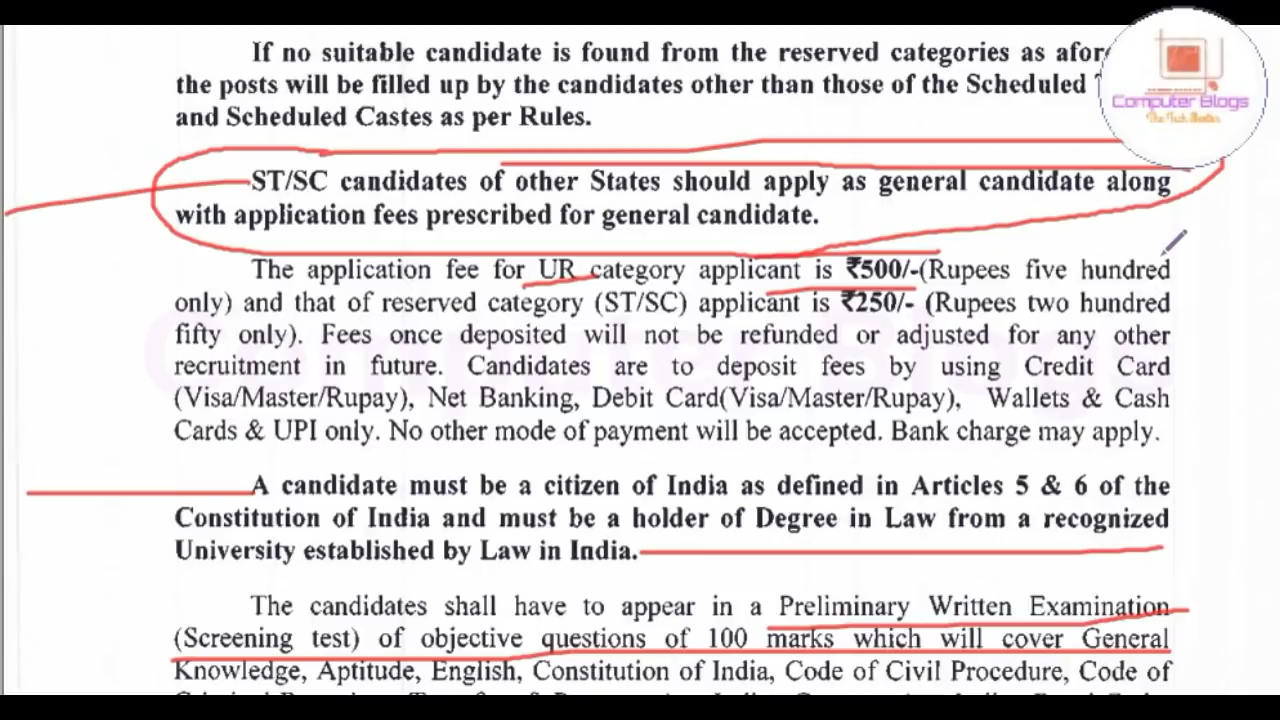 If no suitable candidate is found from the reserved categories as
the posts will be filled up by the candidates other than those of the Scheduled
and Scheduled Castes as per Rules.
ST/SC candidates of other States should apply as general candidate along
with application fees prescribed for general candidate.
The application fee for UR category applicant is ₹500/-(Rupees five hundred
only) and that of reserved category (ST/SC) applicant is ₹250/- (Rupees two hundred
fifty only). Fees once deposited will not be refunded or adjusted for any other
recruitment in future. Candidates are to deposit fees by using Credit Card
(Visa/Master/Rupay), Net Banking, Debit Card(Visa/Master/Rupay), Wallets & Cash
Cards & UPI only. No other mode of payment will be accepted. Bank charge may apply.
A candidate must be a citizen of India as defined in Articles 5 & 6 of the
Constitution of India and must be a holder of Degree in Law from a recognized
University established by Law in India.
The candidates shall have to appear in a Preliminary Written Examination
(Screening test) of objective questions of 100 marks which will cover General
Knowledge, Aptitude, English, Constitution of India, Code of Civil Procedure, Code of
Computer Blogs
The Tech Mentor
Computer Blogs